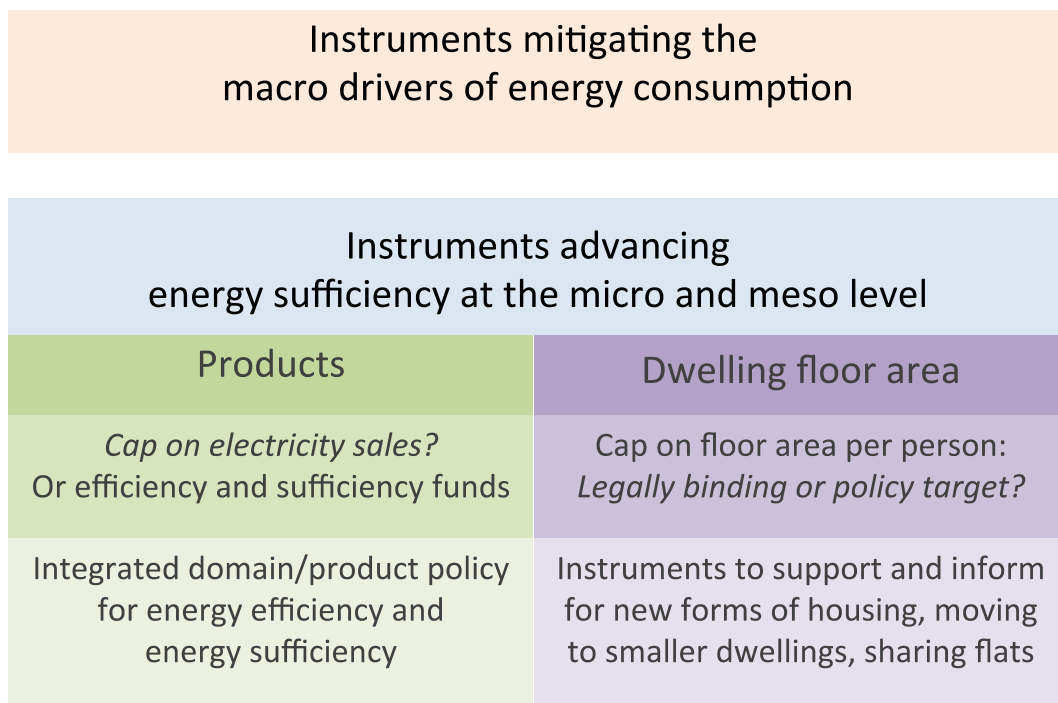 Instruments mitigating the
macro drivers of energy consumption
Instruments advancing
energy sufficiency at the micro and meso level
Products
Dwelling floor area
Cap on electricity sales?
Or efficiency and sufficiency funds
Cap on floor area per person:
Legally binding or policy target?
Integrated domain/product policy
for energy efficiency and
energy sufficiency
Instruments to support and inform
for new forms of housing, moving
to smaller dwellings, sharing flats